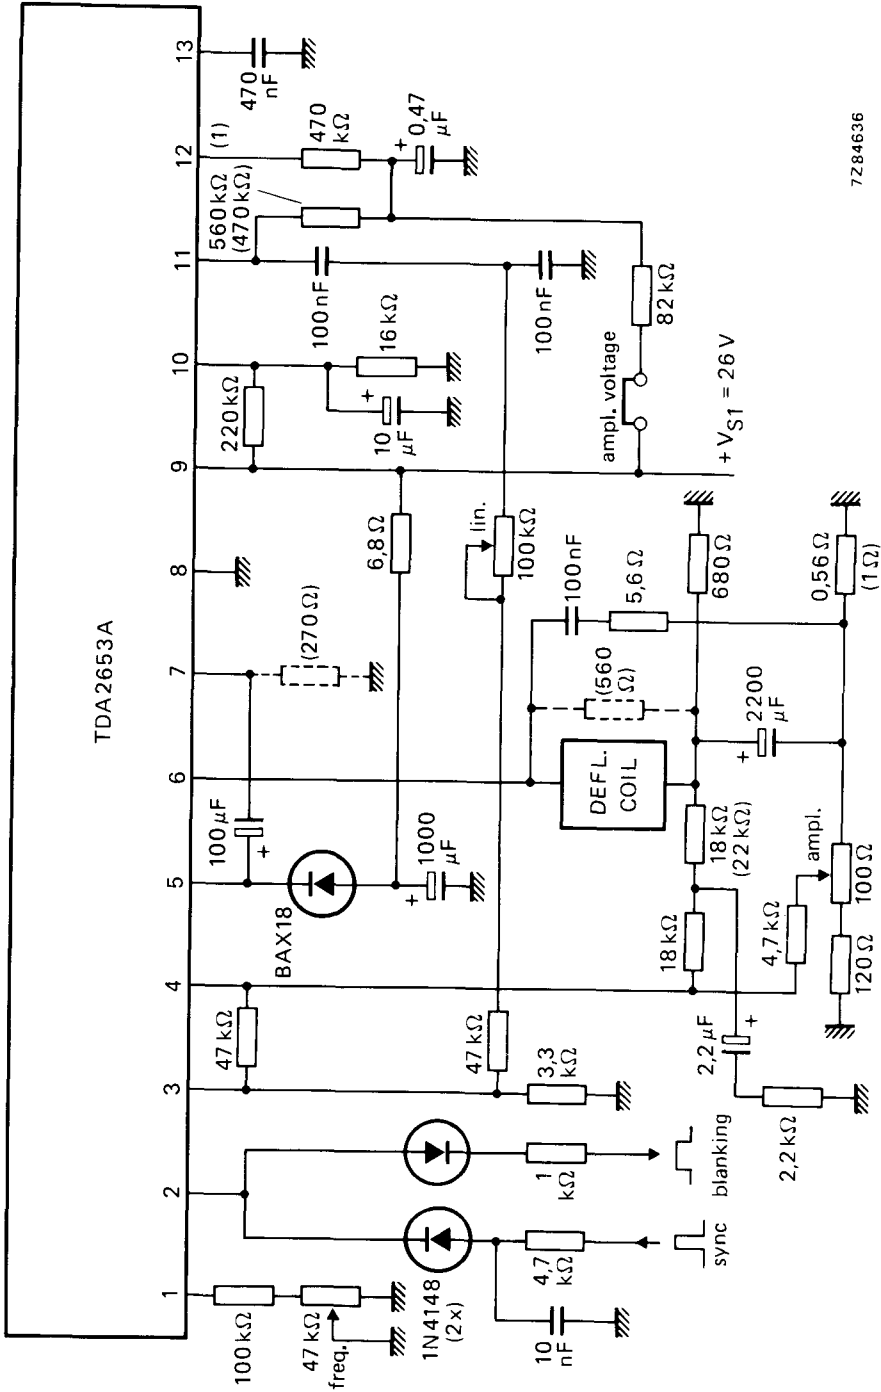 TDA2653A
1
2
3
4
5
6
7
8
9
10
11
12
13
(1)
100 kΩ
47 kΩ
freq.
1N4148
(2x)
10
nF
4,7
kΩ
sync
1
kΩ
blanking
47 kΩ
47 kΩ
3,3
kΩ
BAX18
100 µF
+
+
1000
µF
(270 Ω)
6,8 Ω
220 kΩ
+
10
µF
16 kΩ
560 kΩ
(470 kΩ)
470
kΩ
+
0,47
µF
470
nF
100 nF
100 nF
lin.
100 kΩ
82 kΩ
ampl. voltage
+ VS1 = 26 V
DEFL.
COIL
(560
Ω)
100 nF
5,6 Ω
680 Ω
0,56 Ω
(1 Ω)
+
2200
µF
18 kΩ
18 kΩ
(22 kΩ)
2,2 µF
+
2,2 kΩ
4,7 kΩ
ampl.
120 Ω
100 Ω
7284636